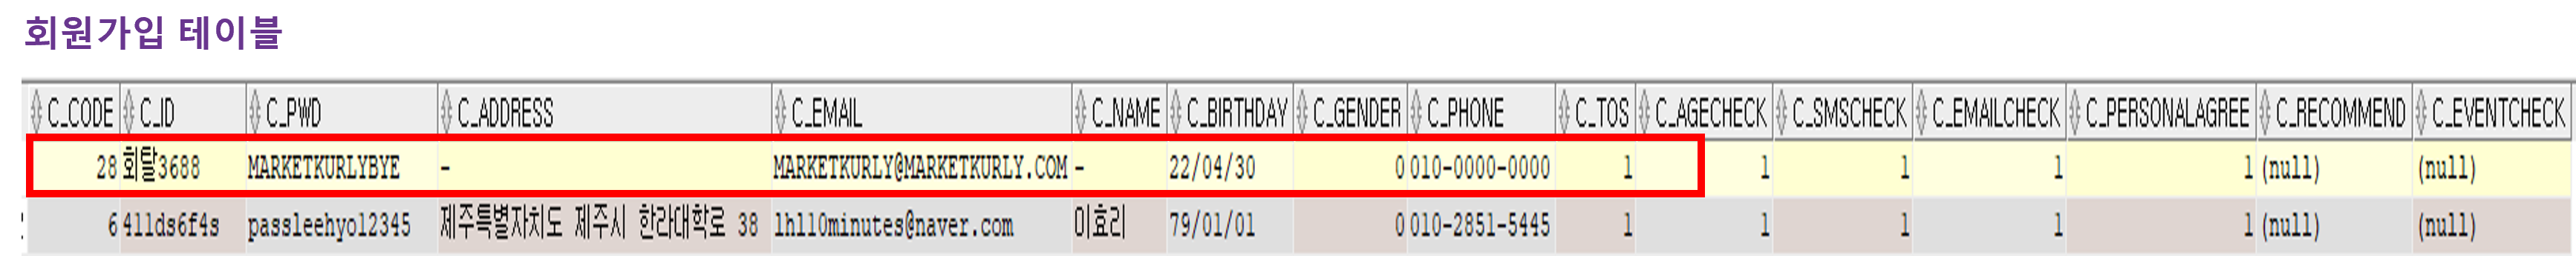 회원가입 테이블
C_CODE C_ID C_PWD C_ADDRESS C_EMAIL C_NAME C_BIRTHDAY C_GENDER C_PHONE C_TOS C_AGECHECK C_SMSCHECK C_EMAILCHECK C_PERSONALAGREE C_RECOMMEND C_EVENTCHECK
28 회탈3688 MARKETKURLYBYE - MARKETKURLY@MARKETKURLY.COM - 22/04/30 0 010-0000-0000 1 1 1 1 1 (null) (null)
6 411ds6f4s passleehyo12345 제주특별자치도 제주시 한라대학로 38 lhl10minutes@naver.com 이효리 79/01/01 0 010-2851-5445 1 1 1 1 1 (null) (null)